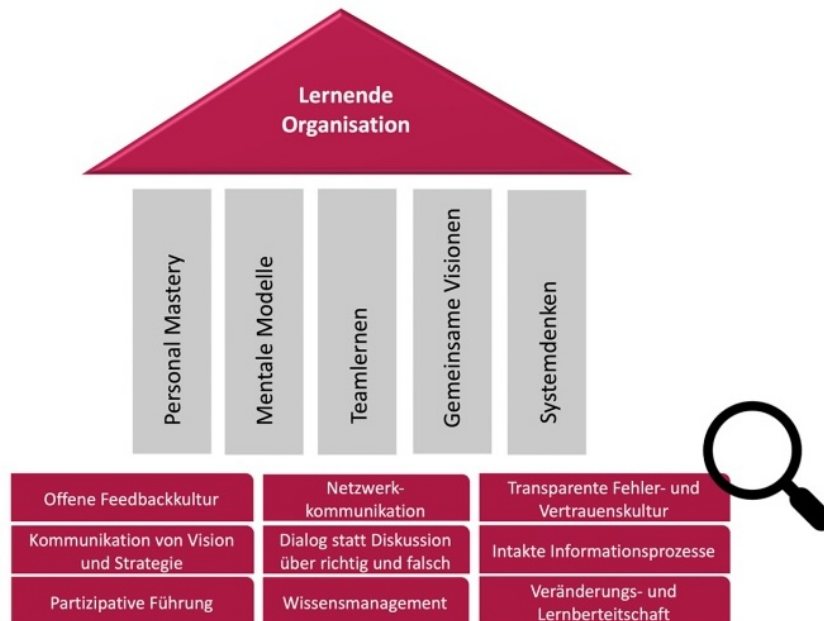 Lernende
Organisation
Personal Mastery
Mentale Modelle
Teamlernen
Gemeinsame Visionen
Systemdenken
Offene Feedbackkultur
Netzwerk-
kommunikation
Transparente Fehler- und
Vertrauenskultur
Kommunikation von Vision
und Strategie
Dialog statt Diskussion
über richtig und falsch
Intakte Informationsprozesse
Partizipative Führung
Wissensmanagement
Veränderungs- und
Lernberteitschaft